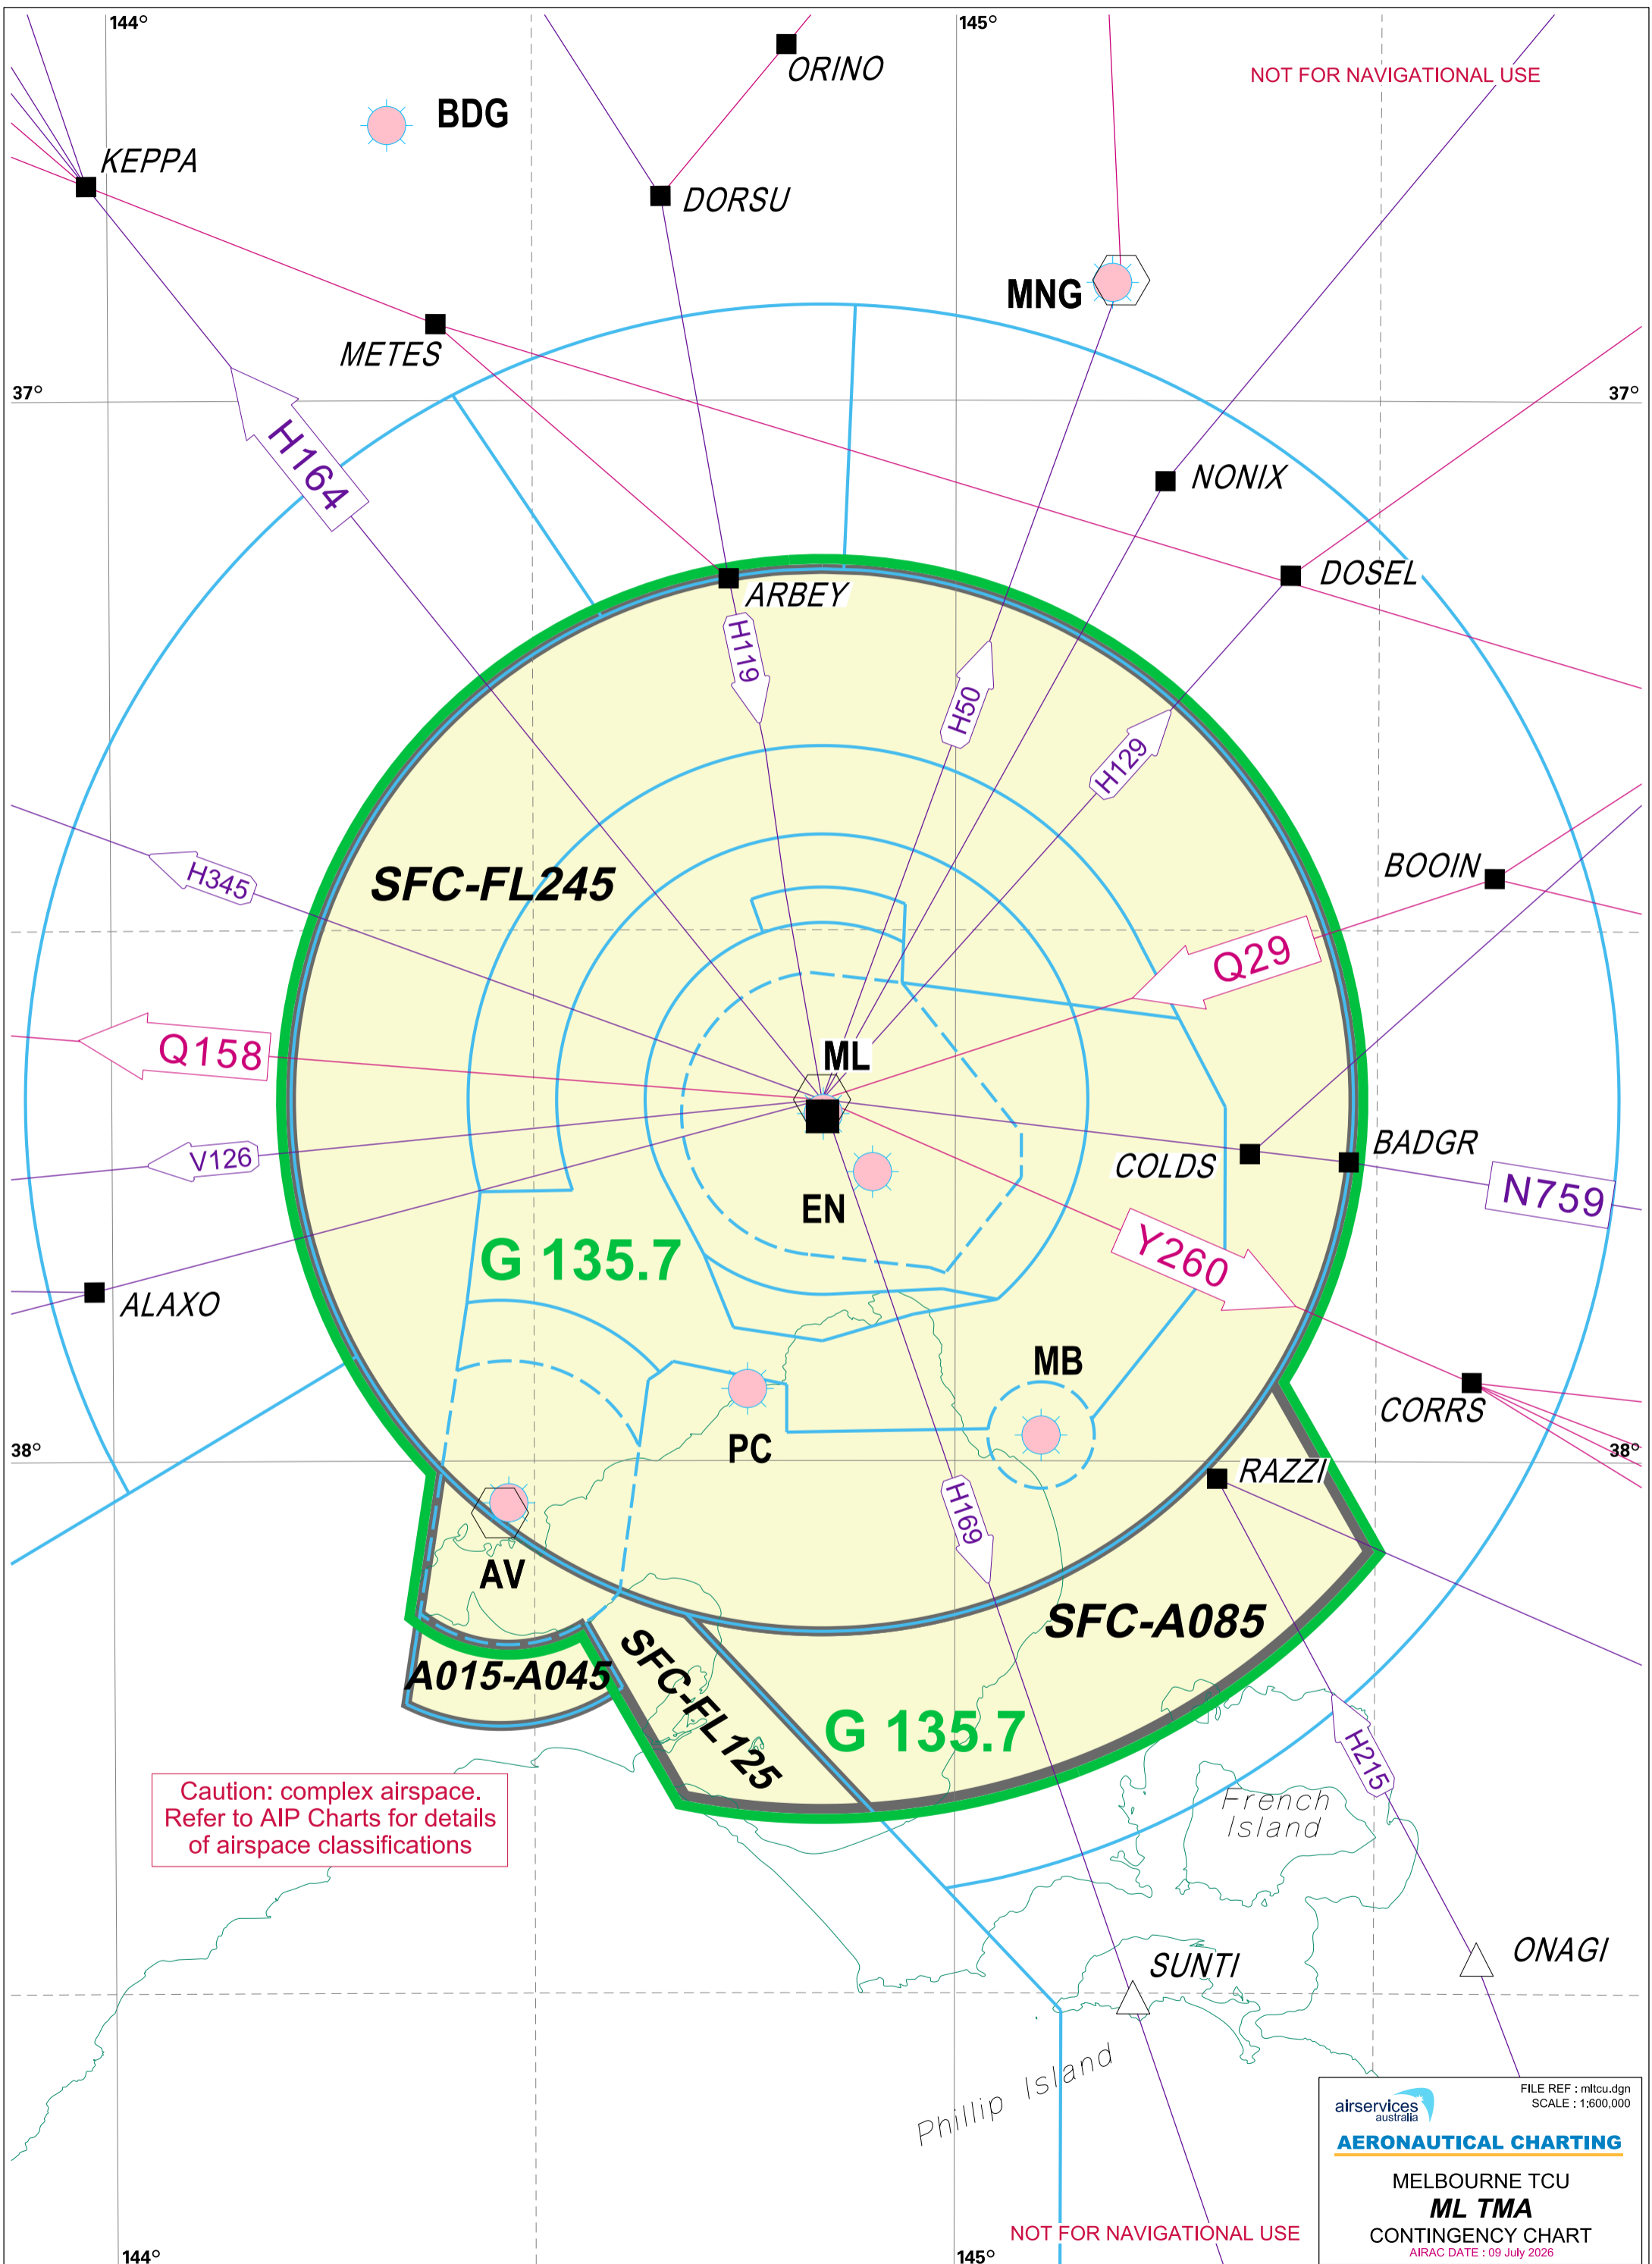 144°
145°
ORINO
NOT FOR NAVIGATIONAL USE
BDG
KEPPA
DORSU
MNG
METES
37°
37°
H164
NONIX
DOSEL
ARBEY
H119
H50
H129
BOOIN
H345
SFC-FL245
Q29
Q158
ML
BADGR
COLDS
V126
N759
EN
Y260
G 135.7
ALAXO
MB
CORRS
PC
38°
38°
RAZZI
H169
AV
SFC-A085
A015-A045
SFC-FL125
G 135.7
H215
Caution: complex airspace.
Refer to AIP Charts for details
of airspace classifications
French
Island
SUNTI
ONAGI
Phillip Island
airservices
australia
FILE REF : mltcu.dgn
SCALE : 1:600,000
AERONAUTICAL CHARTING
MELBOURNE TCU
ML TMA
CONTINGENCY CHART
AIRAC DATE : 09 July 2026
NOT FOR NAVIGATIONAL USE
144°
145°